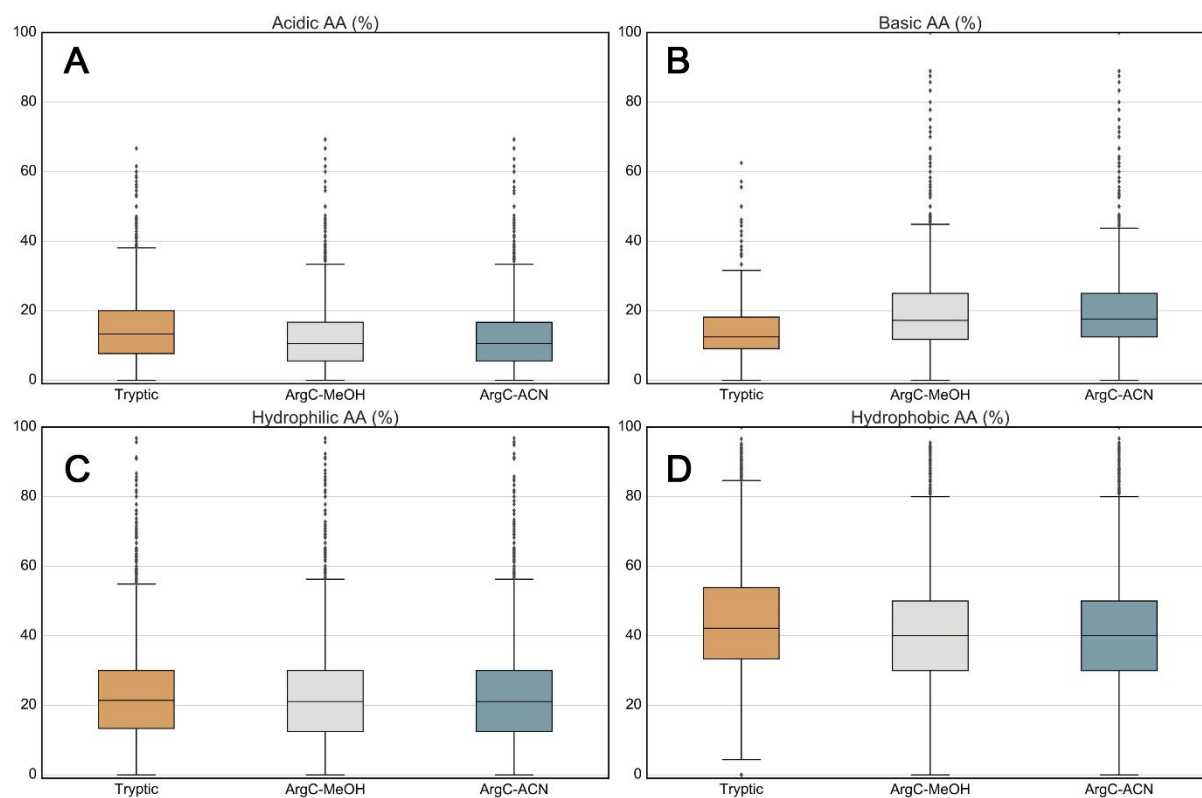 Acidic AA (%)
A
100
80
60
40
20
0
Tryptic ArgC-MeOH ArgC-ACN
Basic AA (%)
B
100
80
60
40
20
0
Tryptic ArgC-MeOH ArgC-ACN
Hydrophilic AA (%)
C
100
80
60
40
20
0
Tryptic ArgC-MeOH ArgC-ACN
Hydrophobic AA (%)
D
100
80
60
40
20
0
Tryptic ArgC-MeOH ArgC-ACN